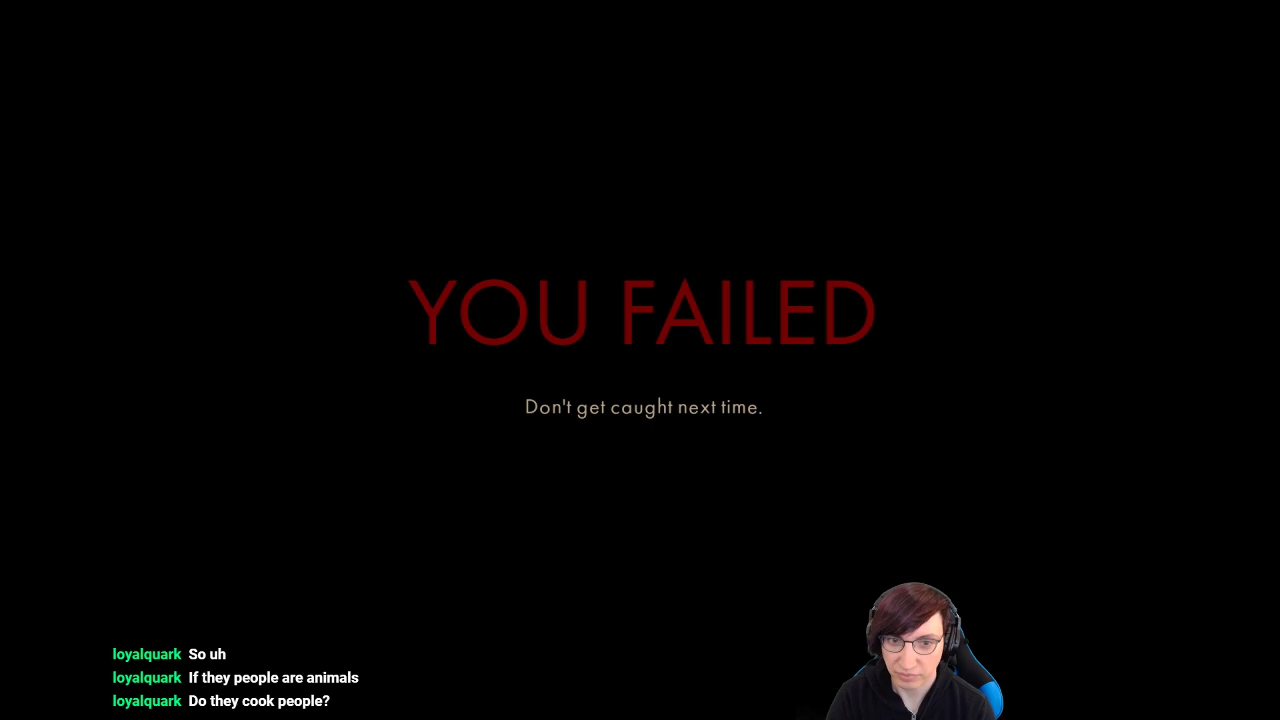 YOU FAILED
Don't get caught next time.
loyalquark So uh
loyalquark If they people are animals
loyalquark Do they cook people?